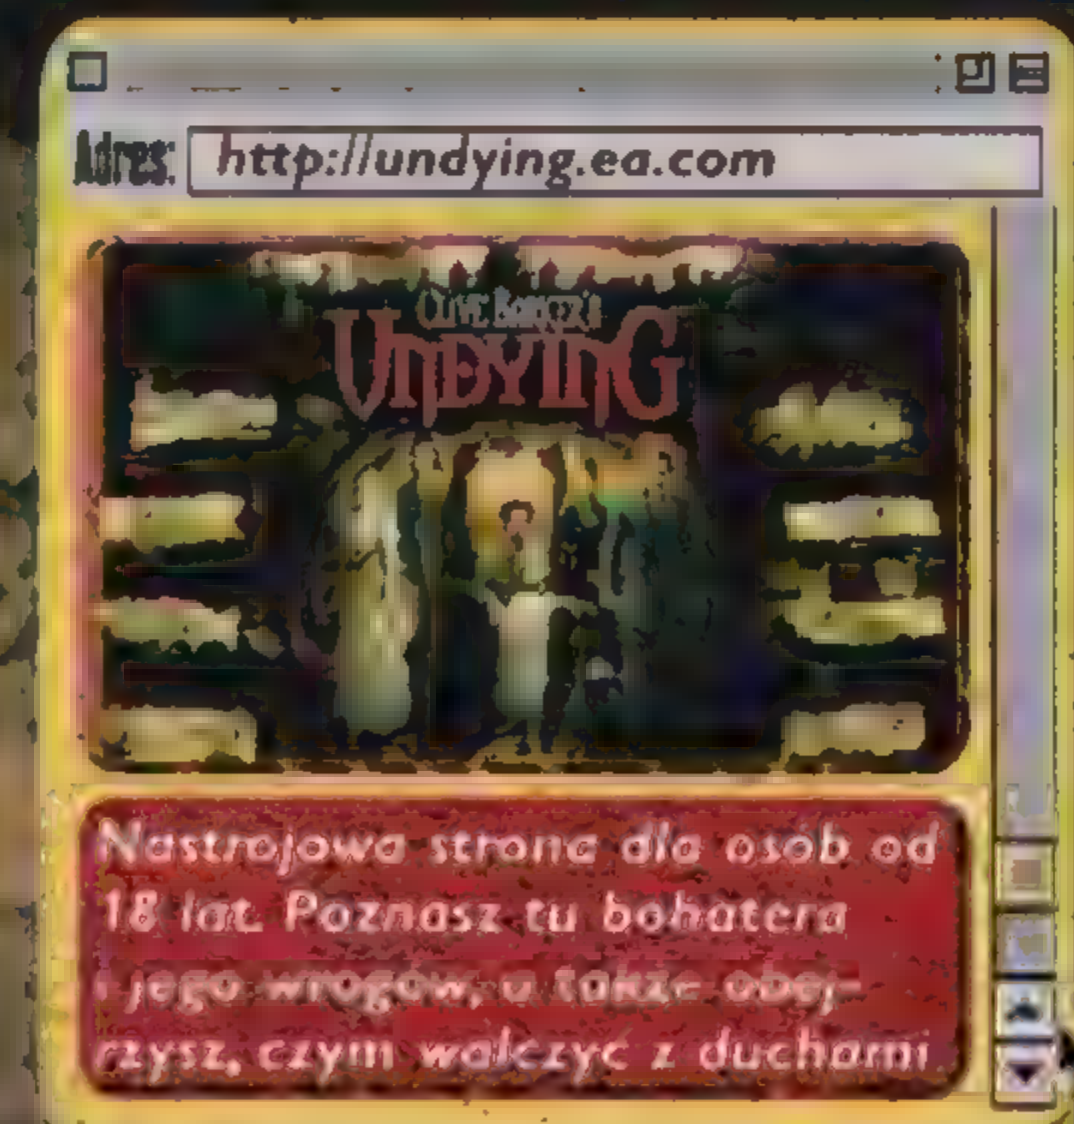 Adres: http://undying.ea.com
CLIVE BARKER'S
UNDYING
Nastrojowa strona dla osób od
18 lat. Poznasz tu bohatera
i jego wrogów, a także obej-
rzysz, czym walczyć z duchami